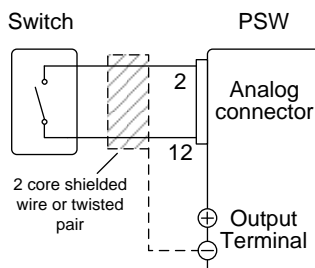 Switch
PSW
2
Analog
connector
12
2 core shielded
wire or twisted
pair
+
Output
Terminal
-